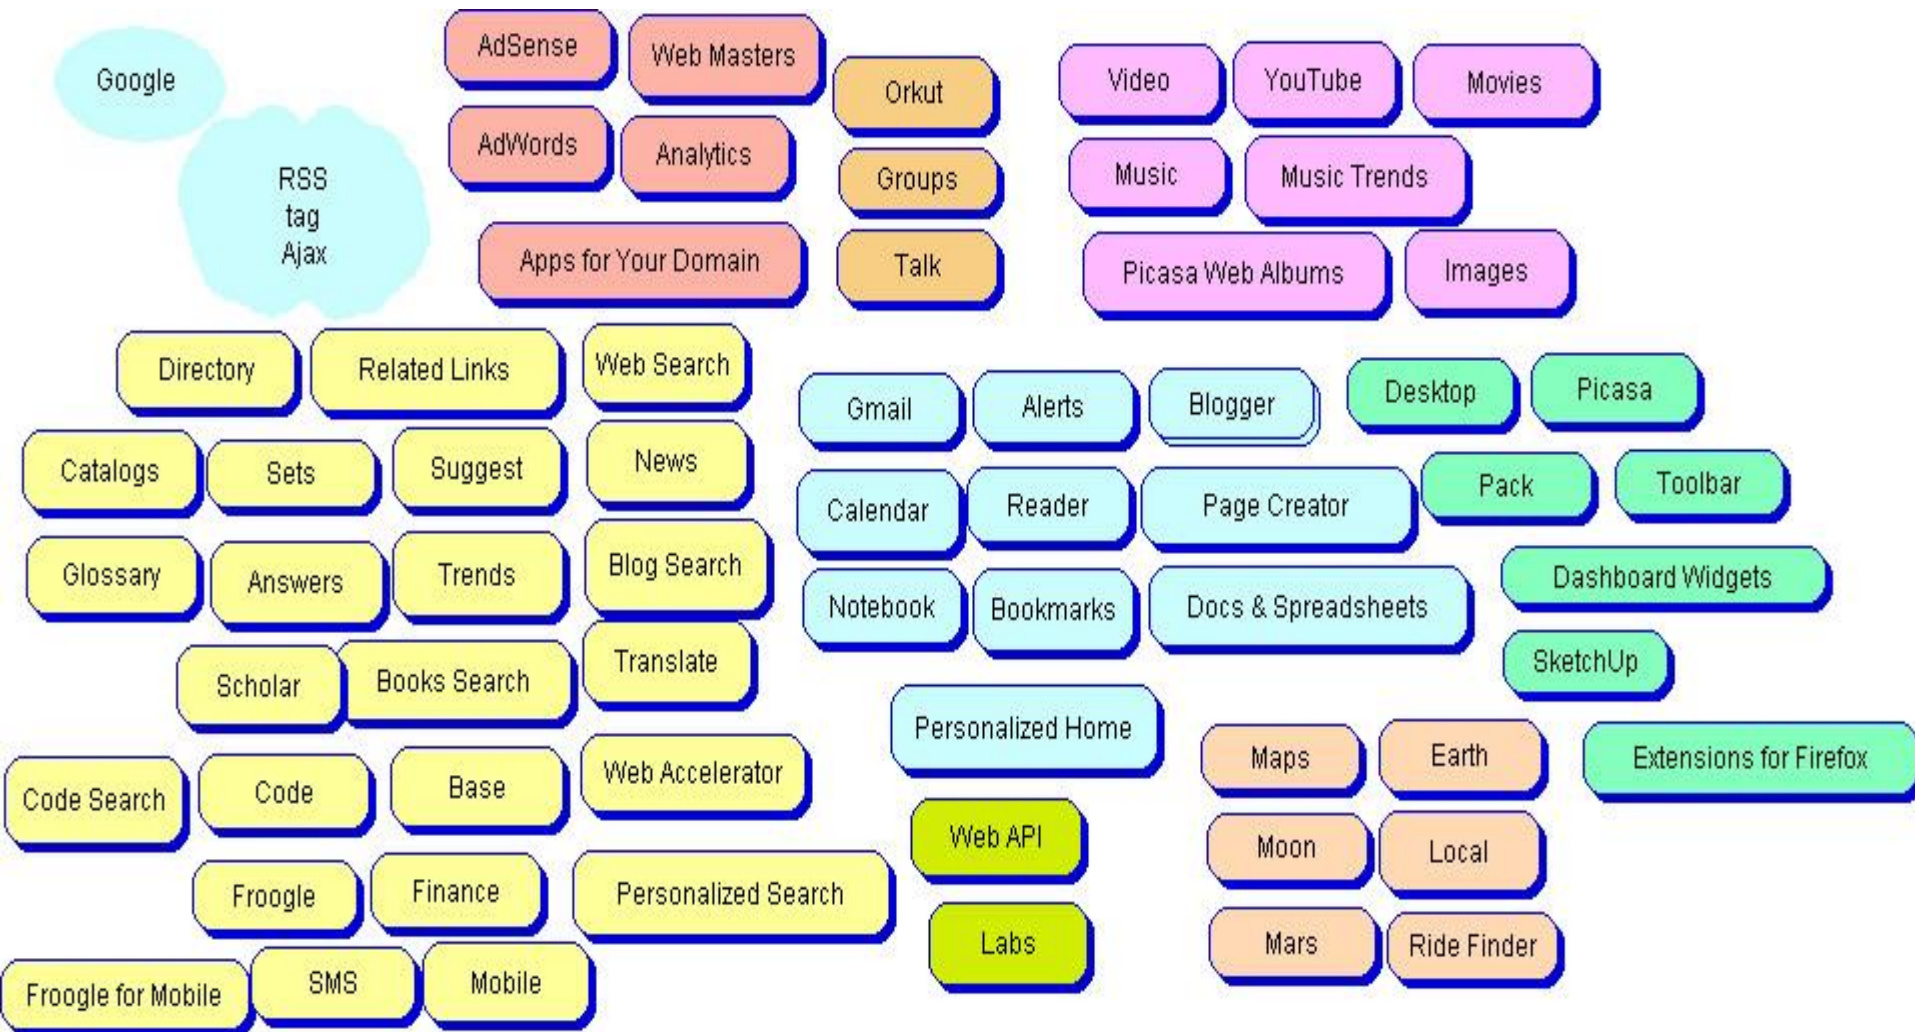 Google
RSS
tag
Ajax
AdSense
Web Masters
AdWords
Analytics
Apps for Your Domain
Orkut
Groups
Talk
Video
YouTube
Movies
Music
Music Trends
Picasa Web Albums
Images
Directory
Related Links
Web Search
Catalogs
Sets
Suggest
News
Glossary
Answers
Trends
Blog Search
Scholar
Books Search
Translate
Code Search
Code
Base
Web Accelerator
Froogle
Finance
Personalized Search
Froogle for Mobile
SMS
Mobile
Gmail
Alerts
Blogger
Calendar
Reader
Page Creator
Notebook
Bookmarks
Docs & Spreadsheets
Personalized Home
Web API
Labs
Desktop
Picasa
Pack
Toolbar
Dashboard Widgets
SketchUp
Extensions for Firefox
Maps
Earth
Moon
Local
Mars
Ride Finder